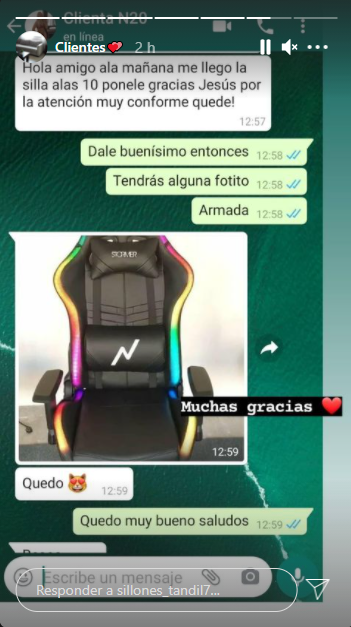 Clienta N20
en línea
Clientes❤️ 2 h
Hola amigo ala mañana me llego la
silla alas 10 ponele gracias Jesús por
la atención muy conforme quede!
12:57
Dale buenísimo entonces 12:58
Tendrás alguna fotito 12:58
Armada 12:58
Muchas gracias ❤️
12:59
Quedo 😻 12:59
Quedo muy bueno saludos 12:59
Escribe un mensaje
Responder a sillones_tandil7...